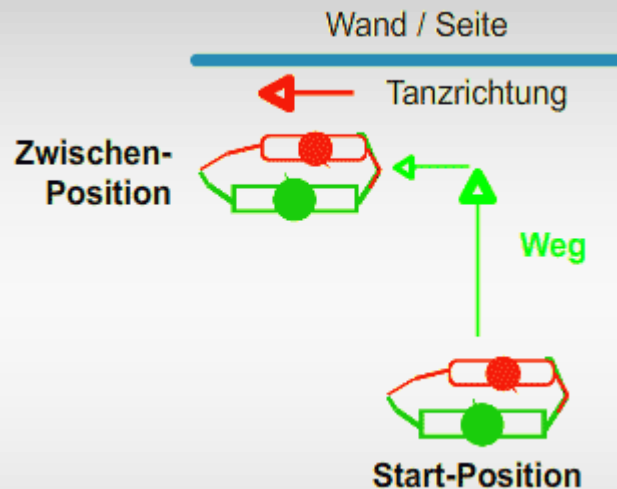 Wand / Seite
Tanzrichtung
Zwischen-
Position
Weg
Start-Position